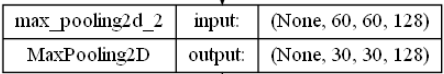 max_pooling2d_2 input: (None, 60, 60, 128)
MaxPooling2D output: (None, 30, 30, 128)